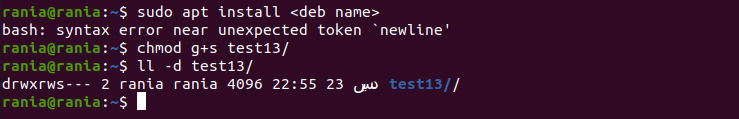 rania@rania:~$ sudo apt install <deb name>
bash: syntax error near unexpected token `newline'
rania@rania:~$ chmod g+s test13/
rania@rania:~$ ll -d test13/
drwxrws--- 2 rania rania 4096 22:55 23 test13//
rania@rania:~$